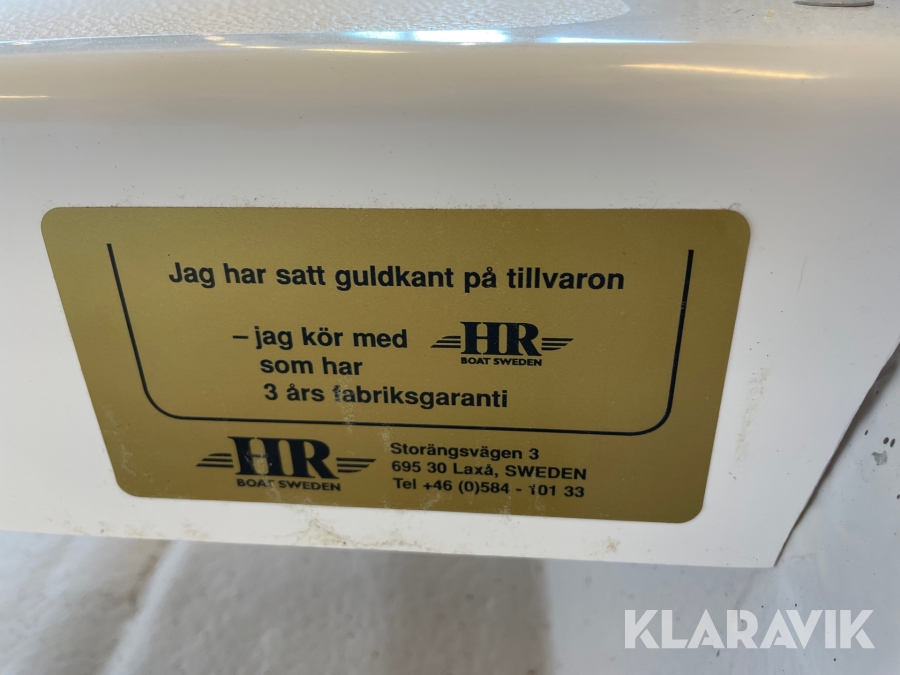 Jag har satt guldkant på tillvaron
– jag kör med HR
BOAT SWEDEN
som har
3 års fabriksgaranti
HR
BOAT SWEDEN
Storängsvägen 3
695 30 Laxå, SWEDEN
Tel +46 (0)584 - 101 33
KLARAVIK